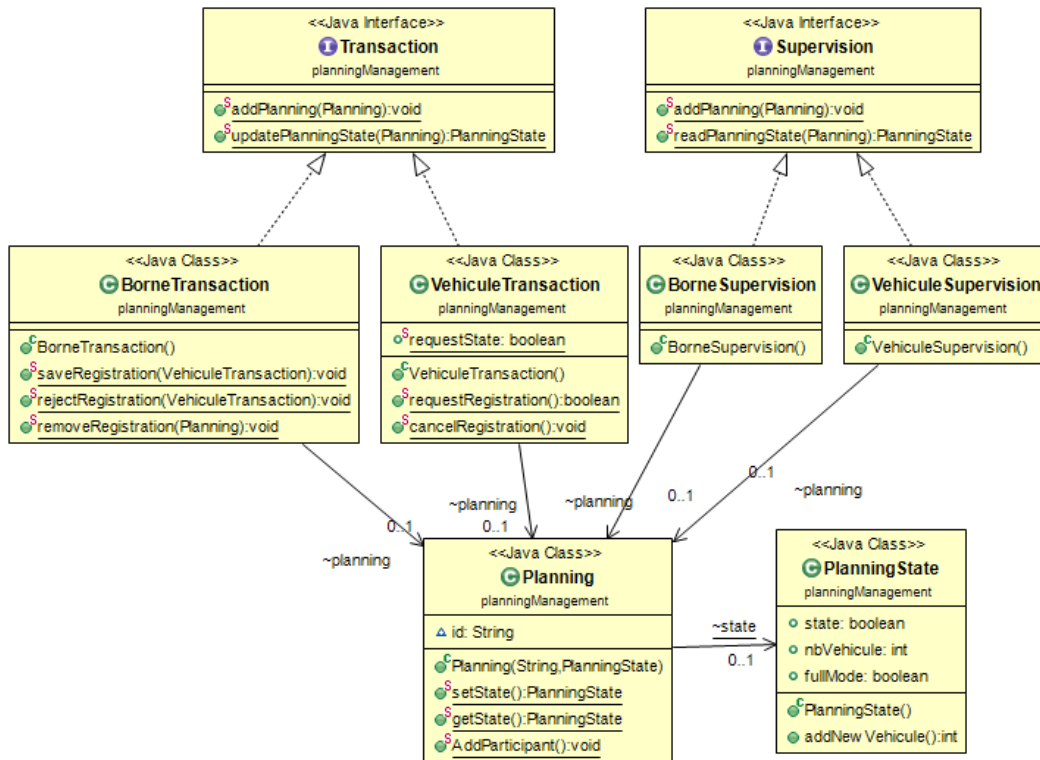 <<Java Interface>>
Transaction
planningManagement
addPlanning(Planning):void
updatePlanningState(Planning):PlanningState
<<Java Interface>>
Supervision
planningManagement
addPlanning(Planning):void
readPlanningState(Planning):PlanningState
<<Java Class>>
BorneTransaction
planningManagement
BorneTransaction()
saveRegistration(VehiculeTransaction):void
rejectRegistration(VehiculeTransaction):void
removeRegistration(Planning):void
<<Java Class>>
VehiculeTransaction
planningManagement
requestState: boolean
VehiculeTransaction()
requestRegistration():boolean
cancelRegistration():void
<<Java Class>>
BorneSupervision
planningManagement
BorneSupervision()
<<Java Class>>
VehiculeSupervision
planningManagement
VehiculeSupervision()
~planning
0..1
~planning
0..1
~planning
0..1
~planning
0..1
<<Java Class>>
Planning
planningManagement
id: String
Planning(String,PlanningState)
setState():PlanningState
getState():PlanningState
AddParticipant():void
~state
0..1
<<Java Class>>
PlanningState
planningManagement
state: boolean
nbVehicule: int
fullMode: boolean
PlanningState()
addNewVehicule():int